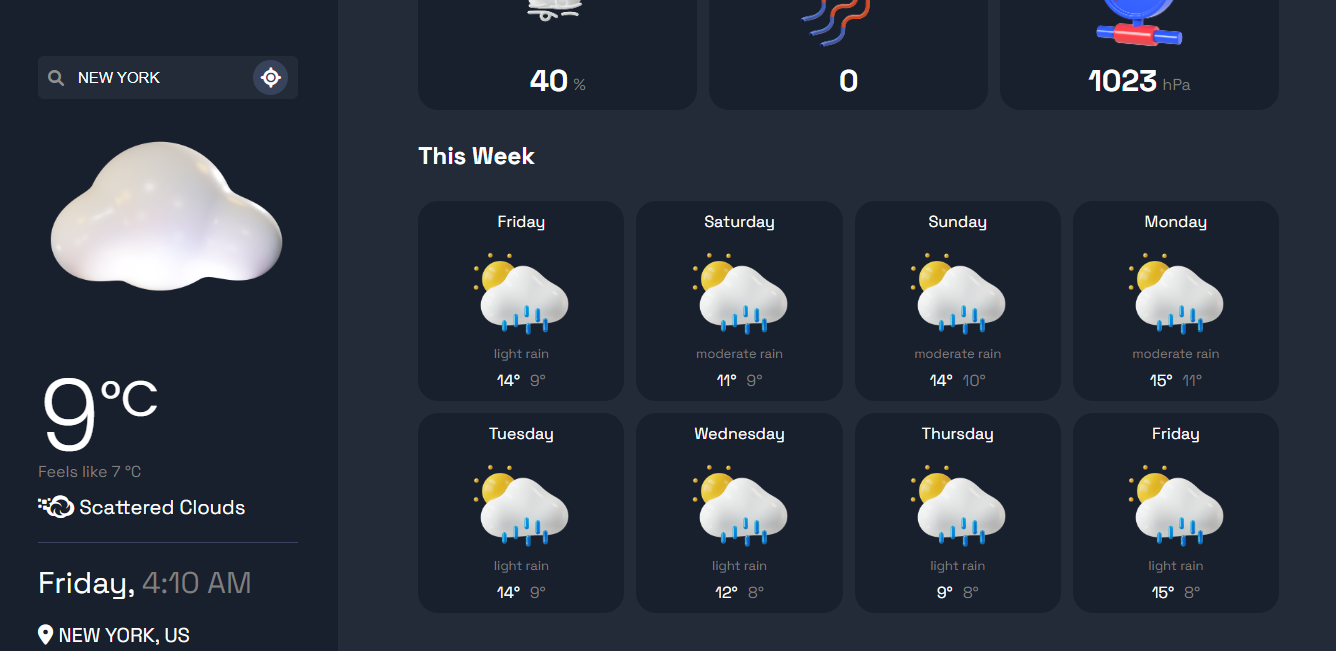 NEW YORK
9°C
Feels like 7 °C
Scattered Clouds
Friday, 4:10 AM
NEW YORK, US
40 %
0
1023 hPa
This Week
Friday
light rain
14° 9°
Saturday
moderate rain
11° 9°
Sunday
moderate rain
14° 10°
Monday
moderate rain
15° 11°
Tuesday
light rain
14° 9°
Wednesday
light rain
12° 8°
Thursday
light rain
9° 8°
Friday
light rain
15° 8°